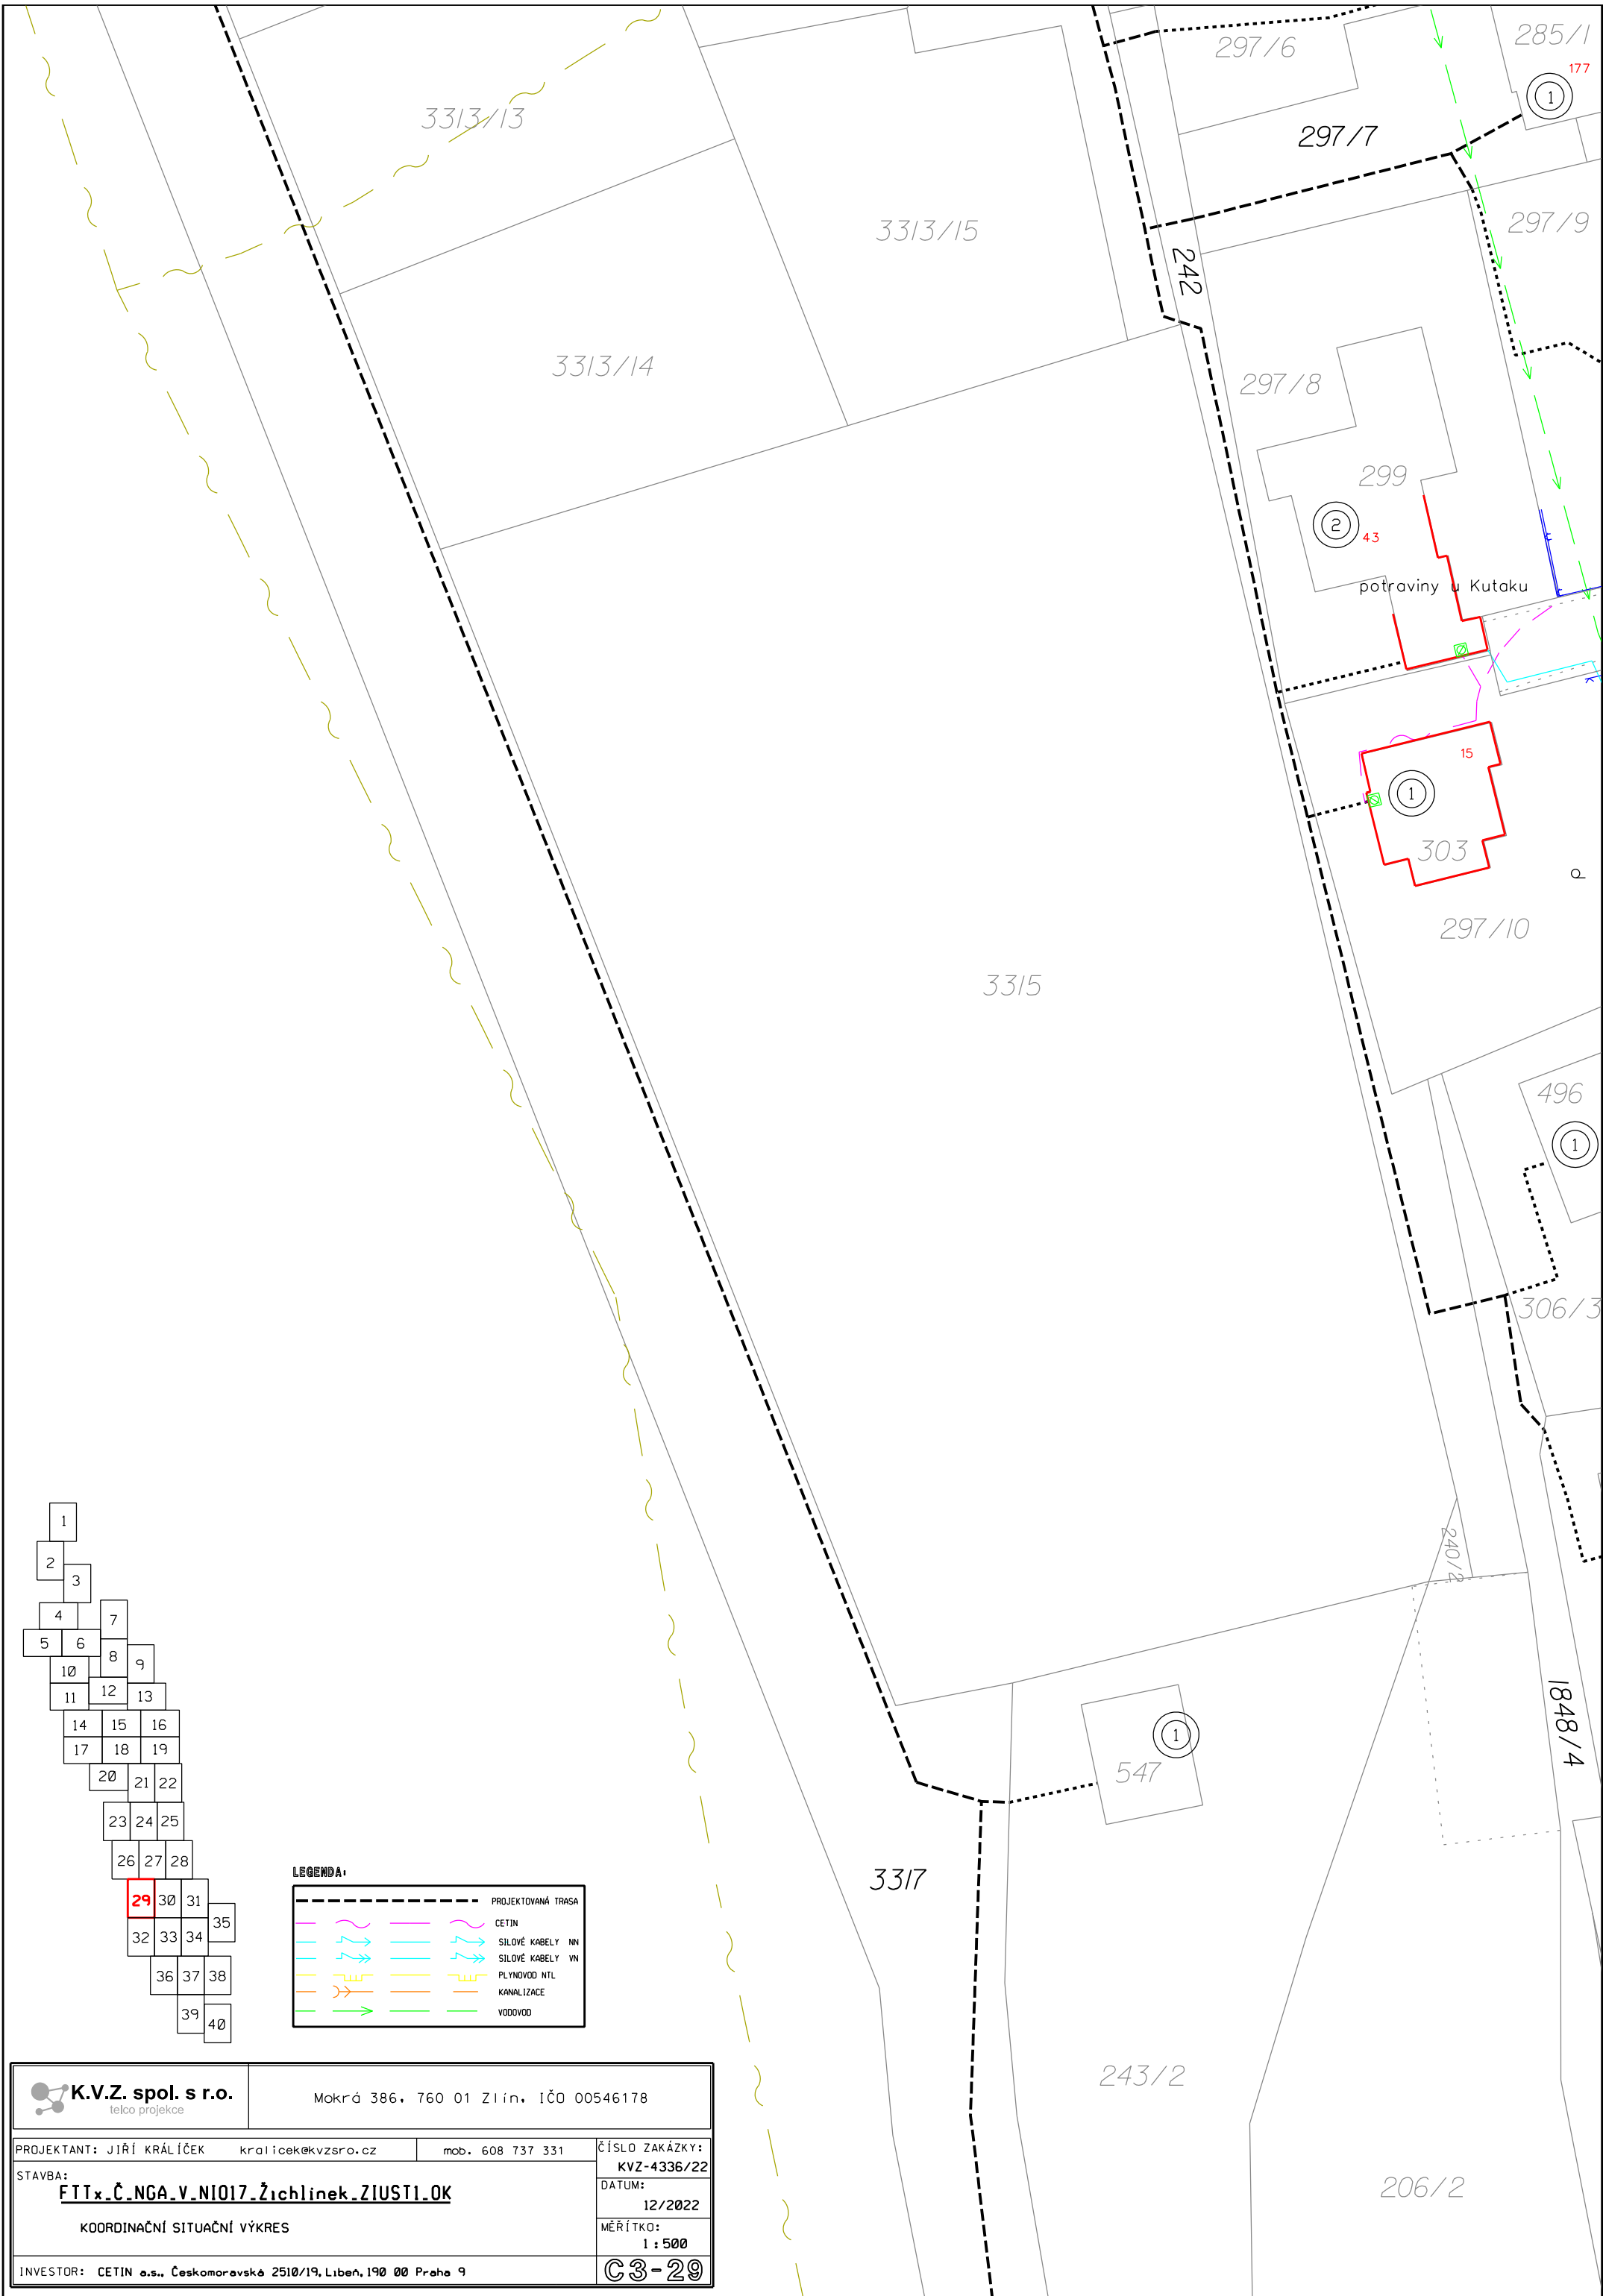 285/1
297/6
177
1
3313/13
297/7
297/9
3313/15
242
3313/14
297/8
299
2
43
potraviny u Kutaku
15
1
303
297/10
3315
496
1
306/3
240/2
1848/4
1
547
3317
243/2
206/2
1
2
3
4
7
5 6
8
9
10
11
12
13
14 15 16
17 18 19
20
21 22
23 24 25
26 27 28
29 30 31
35
32 33 34
36 37 38
39
40
LEGENDA:
PROJEKTOVANÁ TRASA
CETIN
SILOVÉ KABELY NN
SILOVÉ KABELY VN
PLYNOVOD NTL
KANALIZACE
VODOVOD
K.V.Z. spol. s r.o.
telco projekce
Mokrá 386, 760 01 Zlín, IČO 00546178
PROJEKTANT: JIŘÍ KRÁLÍČEK kralicek@kvzsro.cz mob. 608 737 331
ČÍSLO ZAKÁZKY:
KVZ-4336/22
STAVBA:
FTTx_Č_NGA_V_NIO17_Žichlínek_ZIUST1_OK
DATUM:
12/2022
KOORDINAČNÍ SITUAČNÍ VÝKRES
MĚŘÍTKO:
1:500
INVESTOR: CETIN a.s., Českomoravská 2510/19, Libeň, 190 00 Praha 9
C3-29